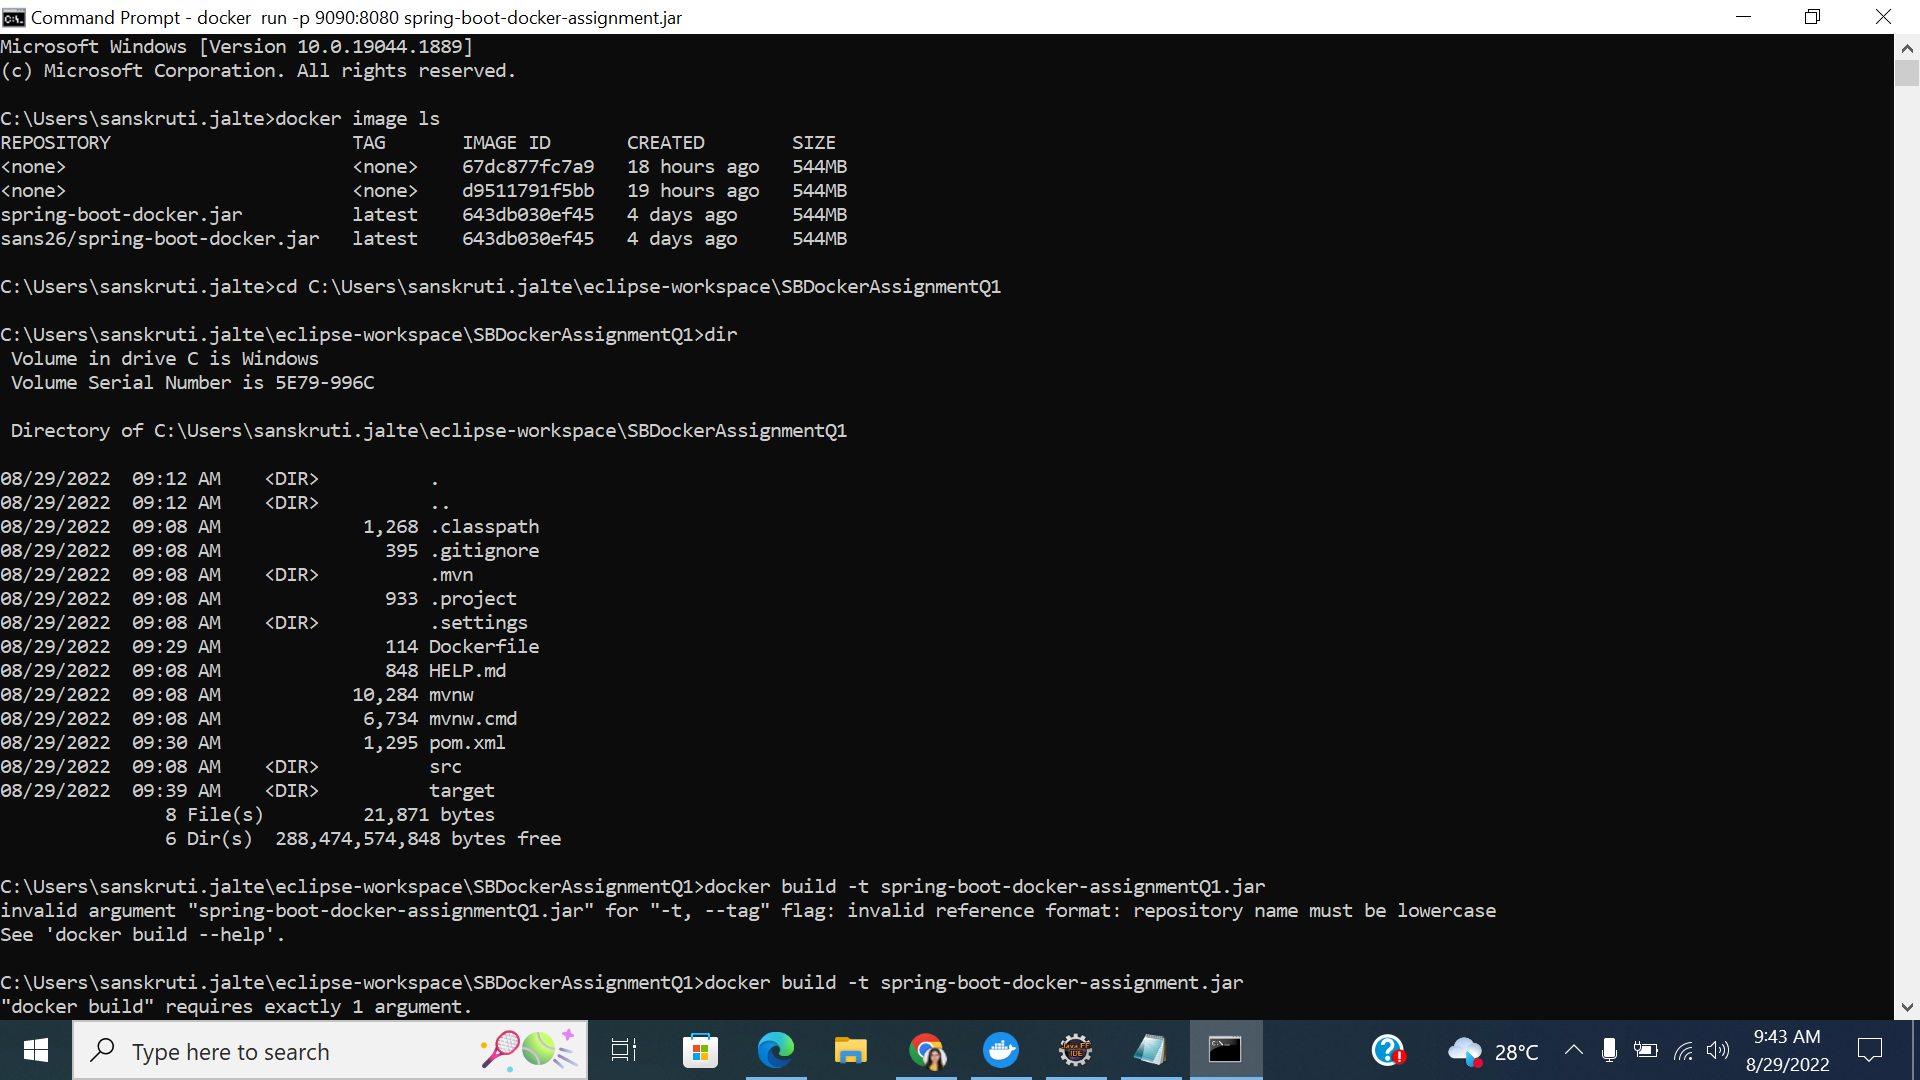 Command Prompt - docker  run -p 9090:8080 spring-boot-docker-assignment.jar
Microsoft Windows [Version 10.0.19044.1889]
(c) Microsoft Corporation. All rights reserved.
C:\Users\sanskruti.jalte>docker image ls
REPOSITORY                      TAG       IMAGE ID       CREATED        SIZE
<none>                          <none>    67dc877fc7a9   18 hours ago   544MB
<none>                          <none>    d9511791f5bb   19 hours ago   544MB
spring-boot-docker.jar          latest    643db030ef45   4 days ago     544MB
sans26/spring-boot-docker.jar   latest    643db030ef45   4 days ago     544MB
C:\Users\sanskruti.jalte>cd C:\Users\sanskruti.jalte\eclipse-workspace\SBDockerAssignmentQ1
C:\Users\sanskruti.jalte\eclipse-workspace\SBDockerAssignmentQ1>dir
 Volume in drive C is Windows
 Volume Serial Number is 5E79-996C
 Directory of C:\Users\sanskruti.jalte\eclipse-workspace\SBDockerAssignmentQ1
08/29/2022  09:12 AM    <DIR>          .
08/29/2022  09:12 AM    <DIR>          ..
08/29/2022  09:08 AM             1,268 .classpath
08/29/2022  09:08 AM               395 .gitignore
08/29/2022  09:08 AM    <DIR>          .mvn
08/29/2022  09:08 AM               933 .project
08/29/2022  09:08 AM    <DIR>          .settings
08/29/2022  09:29 AM               114 Dockerfile
08/29/2022  09:08 AM               848 HELP.md
08/29/2022  09:08 AM            10,284 mvnw
08/29/2022  09:08 AM             6,734 mvnw.cmd
08/29/2022  09:30 AM             1,295 pom.xml
08/29/2022  09:08 AM    <DIR>          src
08/29/2022  09:39 AM    <DIR>          target
               8 File(s)         21,871 bytes
               6 Dir(s)  288,474,574,848 bytes free
C:\Users\sanskruti.jalte\eclipse-workspace\SBDockerAssignmentQ1>docker build -t spring-boot-docker-assignmentQ1.jar
invalid argument "spring-boot-docker-assignmentQ1.jar" for "-t, --tag" flag: invalid reference format: repository name must be lowercase
See 'docker build --help'.
C:\Users\sanskruti.jalte\eclipse-workspace\SBDockerAssignmentQ1>docker build -t spring-boot-docker-assignment.jar
"docker build" requires exactly 1 argument.
Type here to search
28°C
9:43 AM
8/29/2022